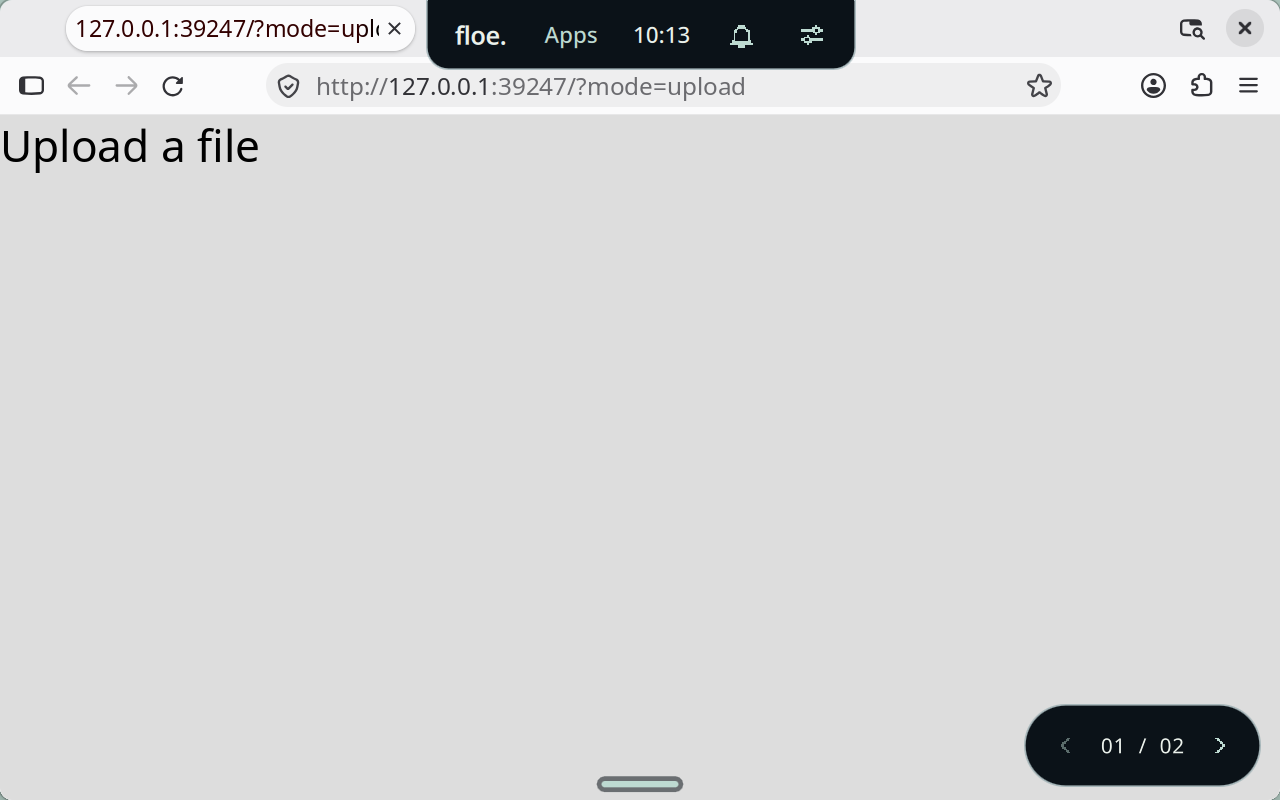 127.0.0.1:39247/?mode=upl
floe. Apps 10:13
http://127.0.0.1:39247/?mode=upload
Upload a file
01 / 02